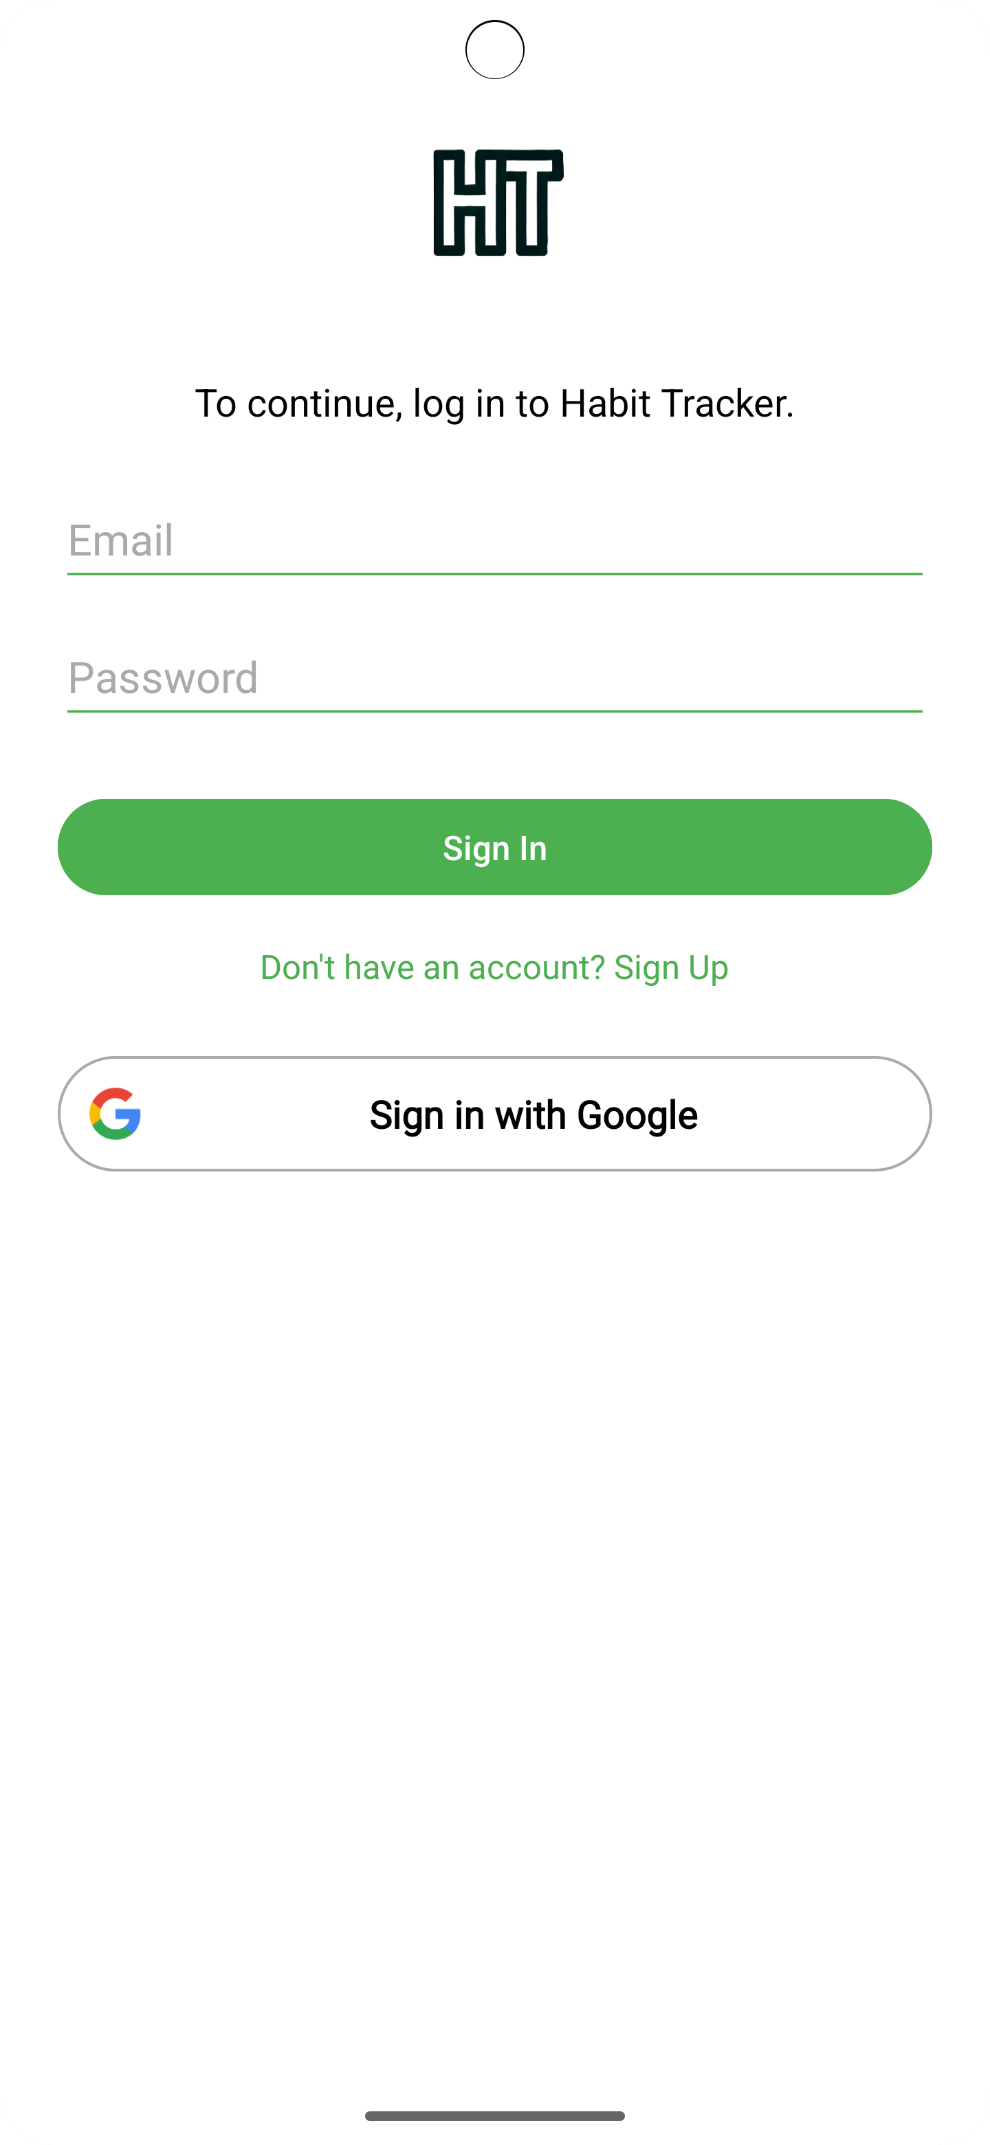 HT
To continue, log in to Habit Tracker.
Email
Password
Sign In
Don't have an account? Sign Up
Sign in with Google